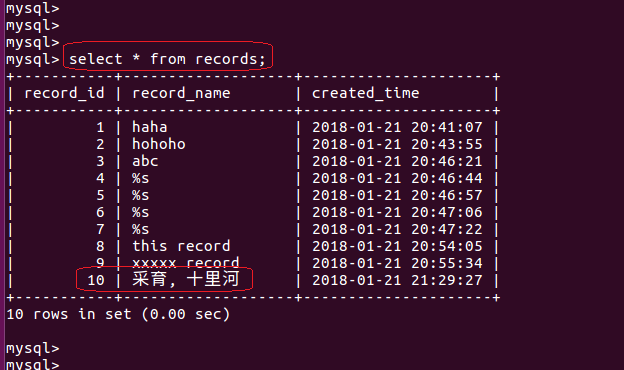 mysql>
mysql>
mysql>
mysql> select * from records;
+-----------+-------------------+---------------------+
| record_id | record_name       | created_time        |
+-----------+-------------------+---------------------+
|         1 | haha              | 2018-01-21 20:41:07 |
|         2 | hohoho            | 2018-01-21 20:43:55 |
|         3 | abc               | 2018-01-21 20:46:21 |
|         4 | %s                | 2018-01-21 20:46:44 |
|         5 | %s                | 2018-01-21 20:46:57 |
|         6 | %s                | 2018-01-21 20:47:06 |
|         7 | %s                | 2018-01-21 20:47:22 |
|         8 | this record       | 2018-01-21 20:54:05 |
|         9 | xxxxx record      | 2018-01-21 20:55:34 |
|        10 | 采育，十里河 | 2018-01-21 21:29:27 |
+-----------+-------------------+---------------------+
10 rows in set (0.00 sec)

mysql>
mysql>